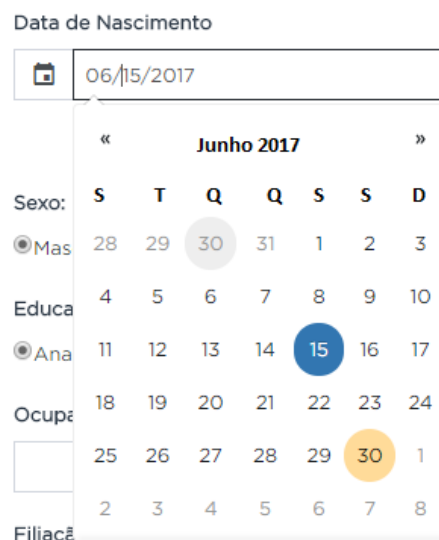 Data de Nascimento
06/15/2017
« Junho 2017 »
Sexo:
S T Q Q S S D
Mas
28 29 30 31 1 2 3
Educa
4 5 6 7 8 9 10
Ana
11 12 13 14 15 16 17
Ocupa
18 19 20 21 22 23 24
25 26 27 28 29 30 1
2 3 4 5 6 7 8
Filiaçã